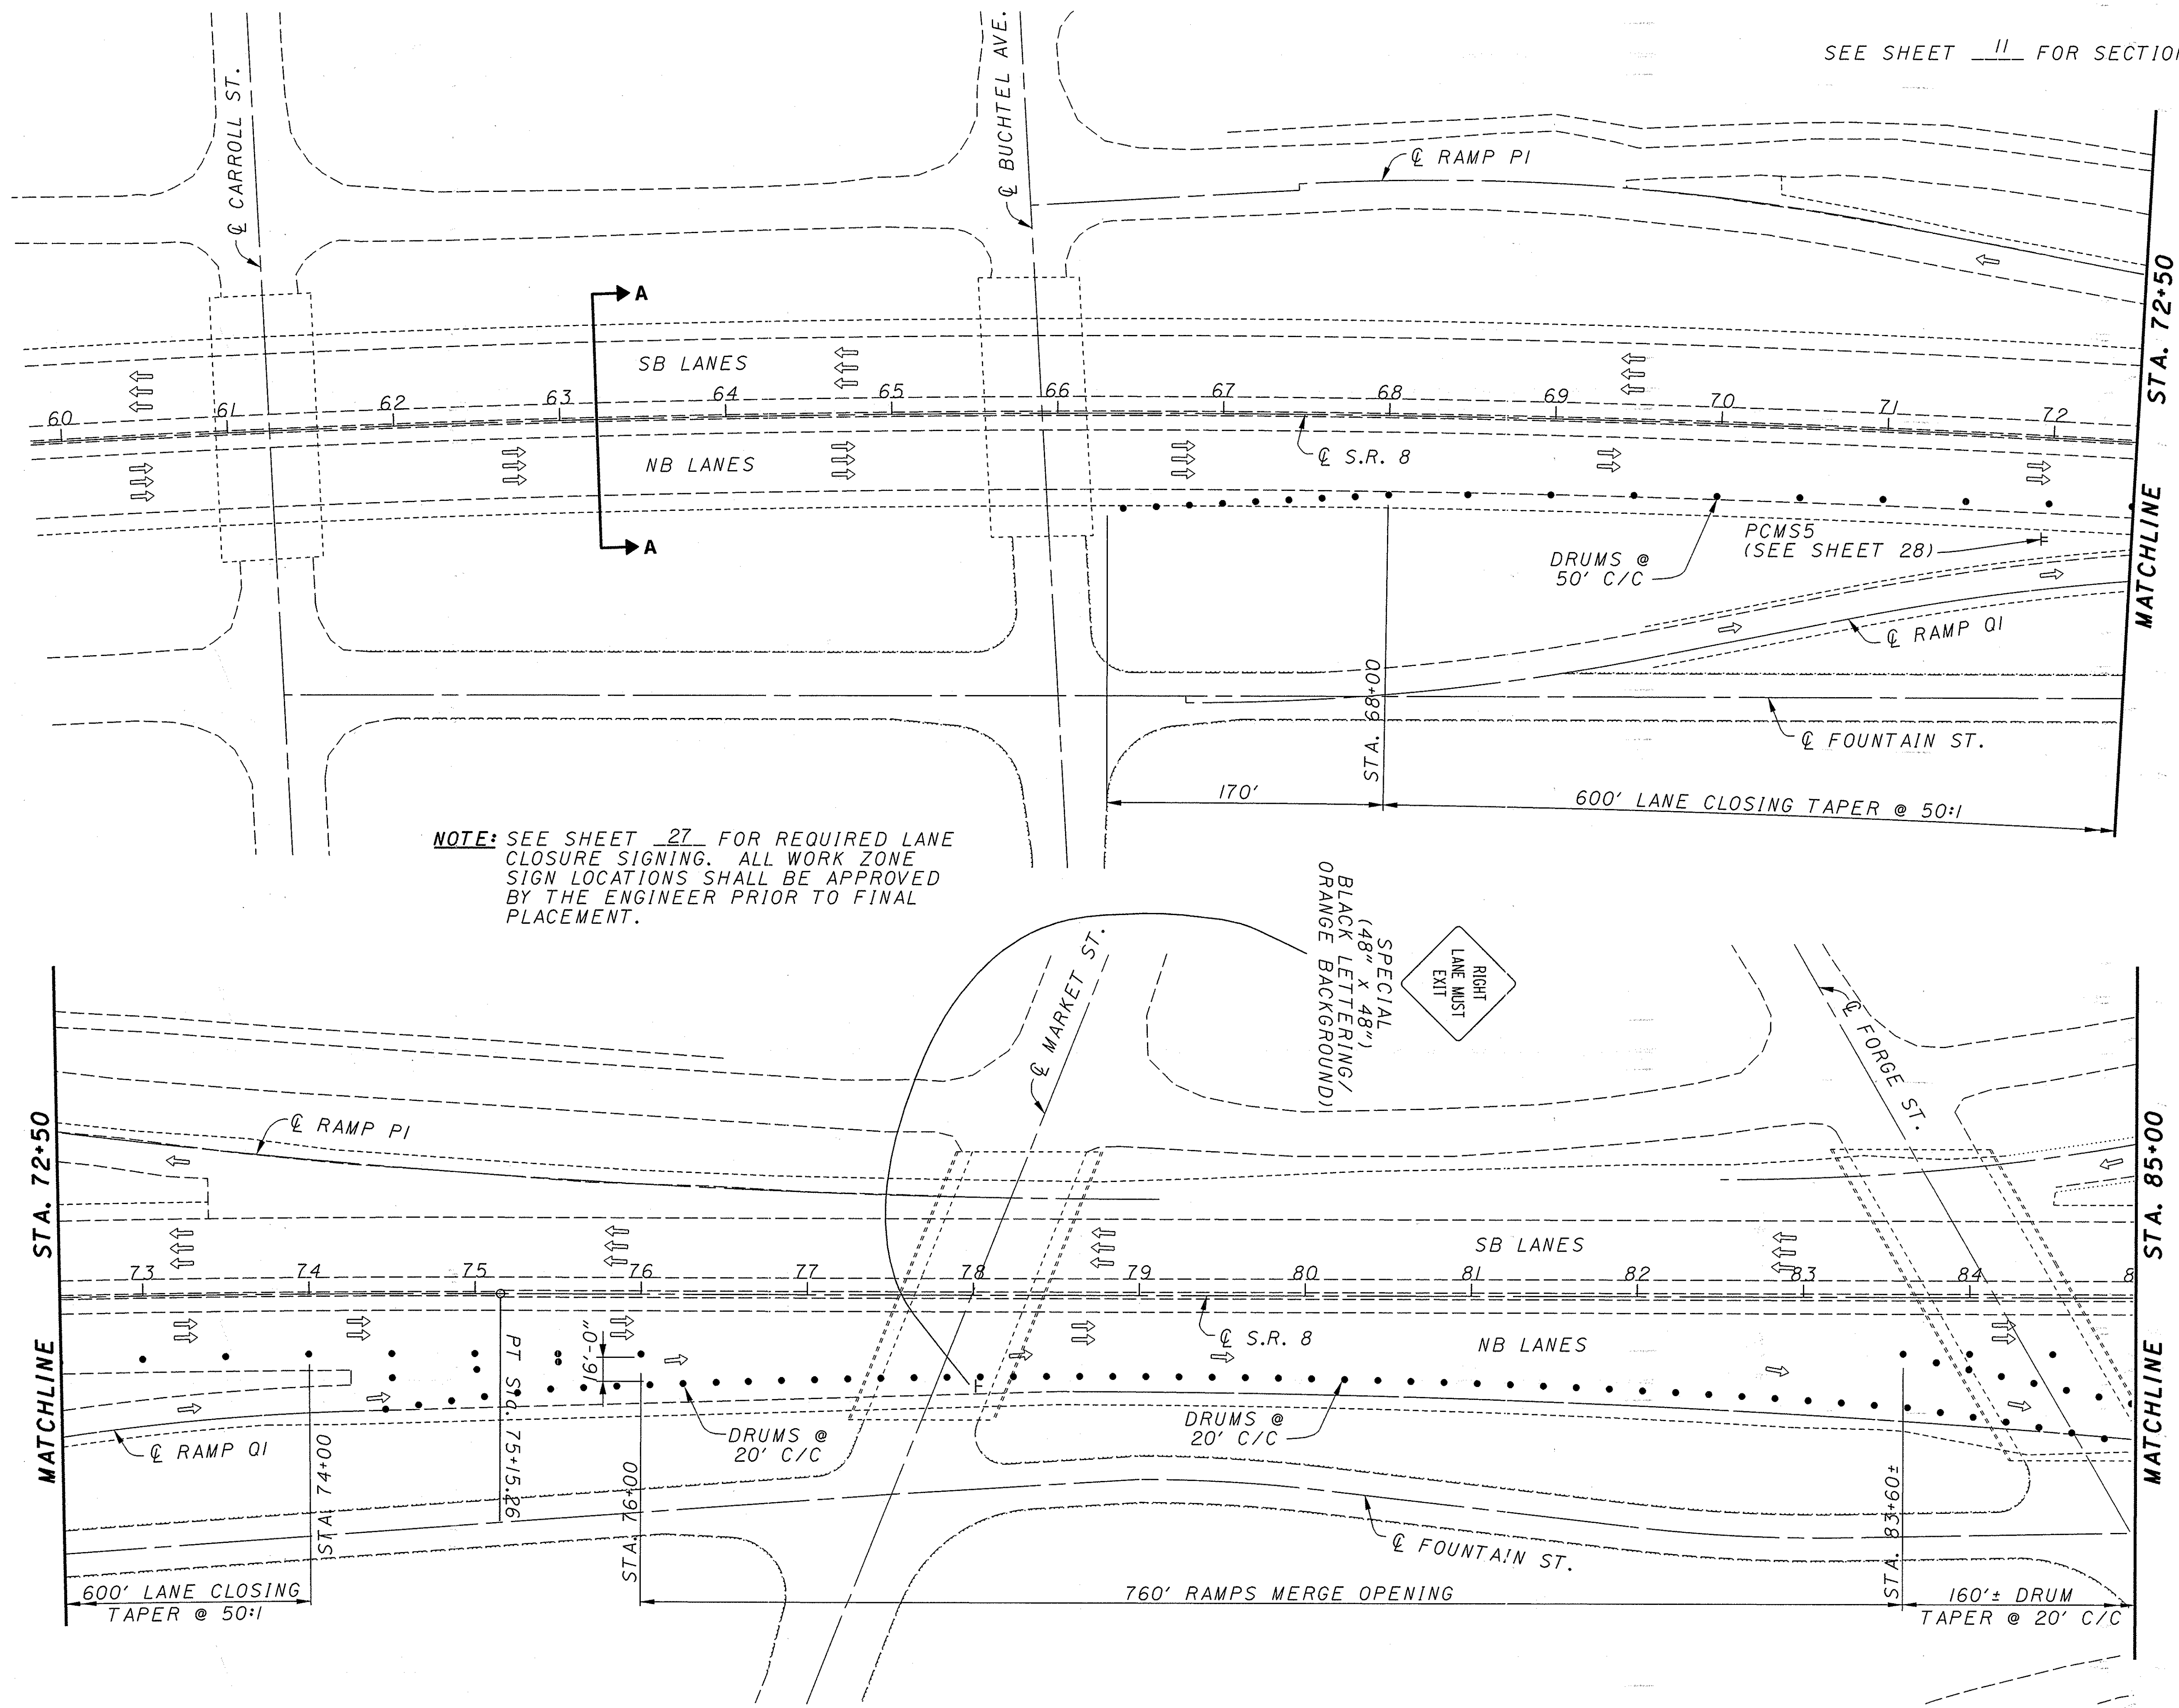 SEE SHEET 11 FOR SECTION
℄ CARROLL ST.
℄ BUCHTEL AVE.
℄ RAMP P1
STA. 72+50
MATCHLINE
A
SB LANES
60 61 62 63 64 65 66 67 68 69 70 71 72
NB LANES
℄ S.R. 8
A
PCMS5
(SEE SHEET 28)
DRUMS @
50' C/C
℄ RAMP Q1
STA. 68+00
℄ FOUNTAIN ST.
170'
600' LANE CLOSING TAPER @ 50:1
NOTE: SEE SHEET 27 FOR REQUIRED LANE
CLOSURE SIGNING. ALL WORK ZONE
SIGN LOCATIONS SHALL BE APPROVED
BY THE ENGINEER PRIOR TO FINAL
PLACEMENT.
RIGHT
LANE MUST
EXIT
SPECIAL
(48" X 48")
BLACK LETTERING/
ORANGE BACKGROUND)
℄ MARKET ST.
℄ FORGE ST.
STA. 72+50
MATCHLINE
℄ RAMP P1
STA. 85+00
MATCHLINE
SB LANES
73 74 75 76 77 78 79 80 81 82 83 84 8
℄ S.R. 8
NB LANES
16'-0"
PT Sta. 75+15.26
℄ RAMP Q1
DRUMS @
20' C/C
DRUMS @
20' C/C
STA. 74+00
STA. 76+00
STA. 83+60±
℄ FOUNTAIN ST.
600' LANE CLOSING
TAPER @ 50:1
760' RAMPS MERGE OPENING
160'± DRUM
TAPER @ 20' C/C